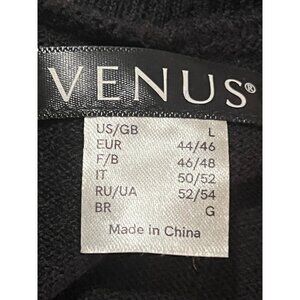 VENUS®
US/GB L
EUR 44/46
F/B 46/48
IT 50/52
RU/UA 52/54
BR G
Made in China